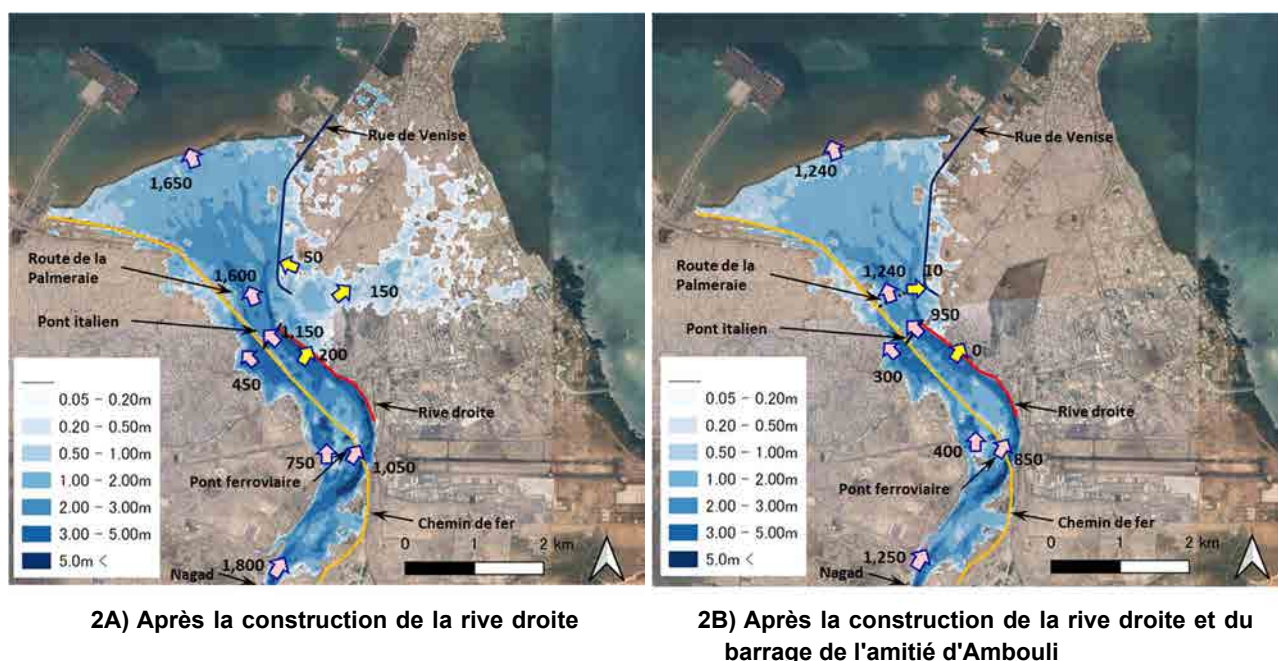 Rue de Venise
1,650
50
Route de la
Palmeraie
1,600
150
Pont italien
1,150
200
450
Rive droite
0.05 - 0.20m
0.20 - 0.50m
0.50 - 1.00m
1.00 - 2.00m
2.00 - 3.00m
3.00 - 5.00m
5.0m <
750
1,050
Pont ferroviaire
Chemin de fer
0 1 2 km
1,800
Nagad
2A) Après la construction de la rive droite
Rue de Venise
1,240
Route de la
Palmeraie
1,240
10
Pont italien
950
0
300
Rive droite
0.05 - 0.20m
0.20 - 0.50m
0.50 - 1.00m
1.00 - 2.00m
2.00 - 3.00m
3.00 - 5.00m
5.0m <
400
850
Pont ferroviaire
Chemin de fer
0 1 2 km
1,250
Nagad
2B) Après la construction de la rive droite et du
barrage de l'amitié d'Ambouli